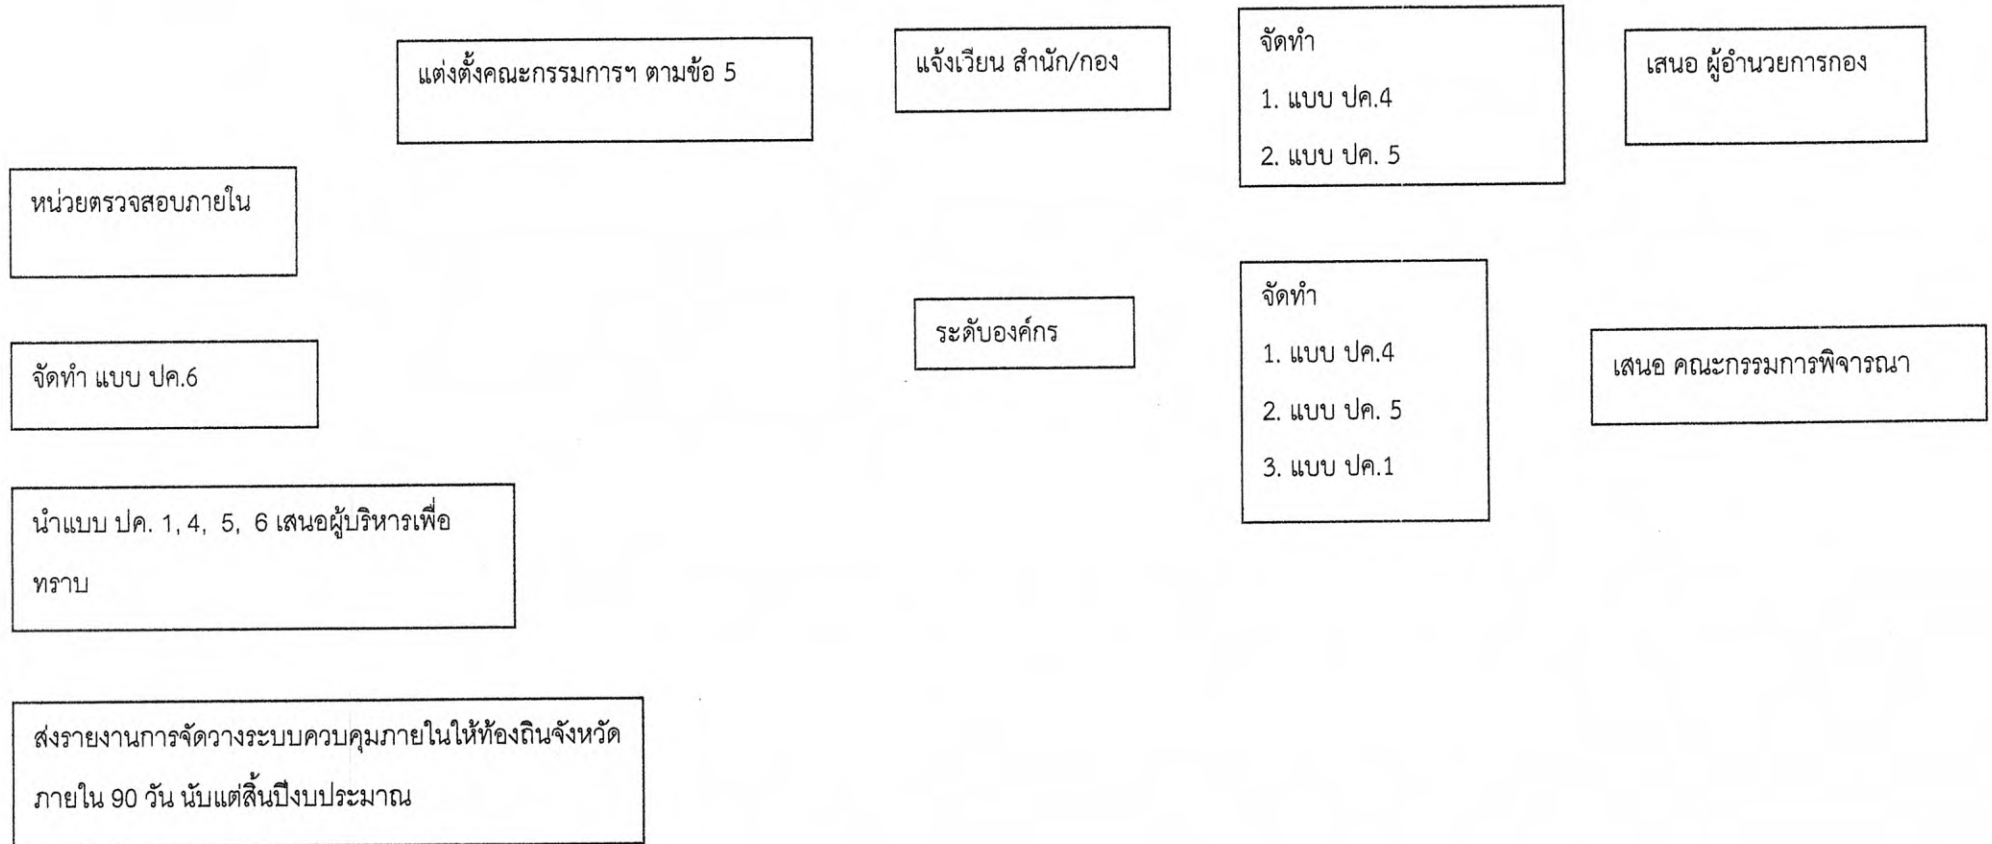 แต่งตั้งคณะกรรมการฯ ตามข้อ 5
แจ้งเวียน สำนัก/กอง
จัดทำ
1. แบบ ปค.4
2. แบบ ปค. 5
เสนอ ผู้อำนวยการกอง
หน่วยตรวจสอบภายใน
ระดับองค์กร
จัดทำ
1. แบบ ปค.4
2. แบบ ปค. 5
3. แบบ ปค.1
เสนอ คณะกรรมการพิจารณา
จัดทำ แบบ ปค.6
นำแบบ ปค. 1, 4, 5, 6 เสนอผู้บริหารเพื่อ
ทราบ
ส่งรายงานการจัดวางระบบควบคุมภายในให้ท้องถินจังหวัด
ภายใน 90 วัน นับแต่สิ้นปีงบประมาณ